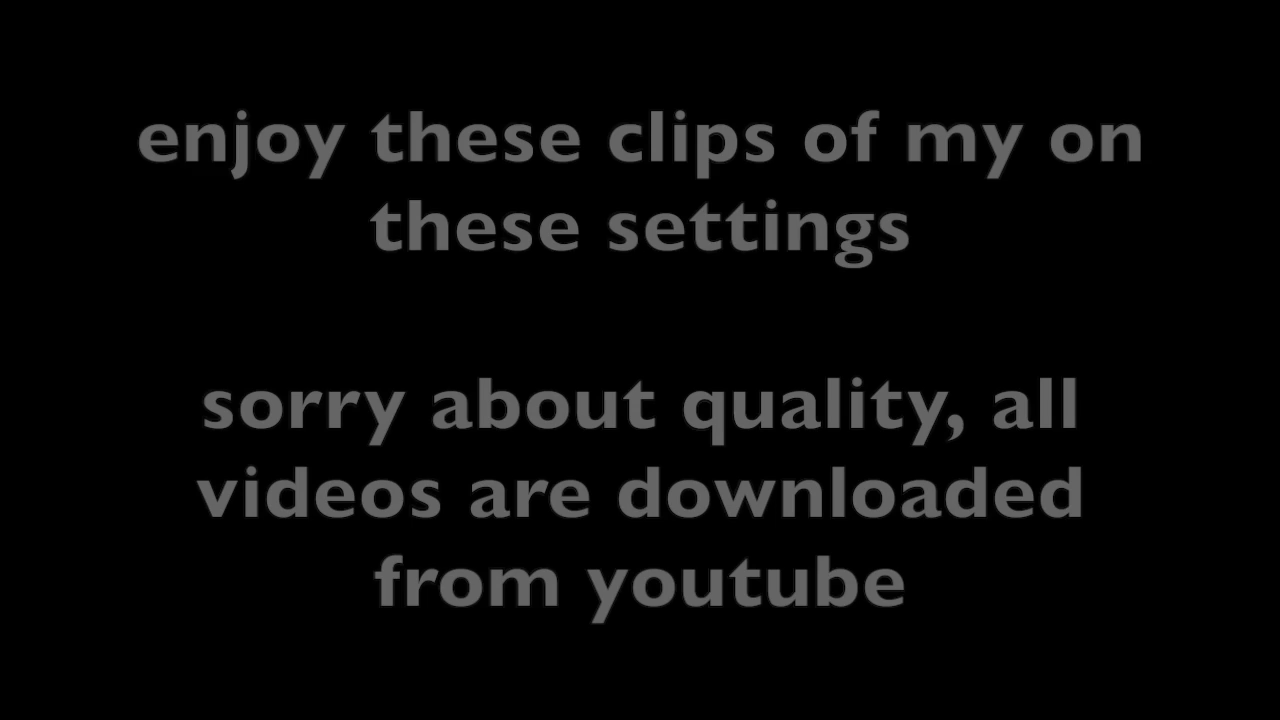 enjoy these clips of my on
these settings
sorry about quality, all
videos are downloaded
from youtube